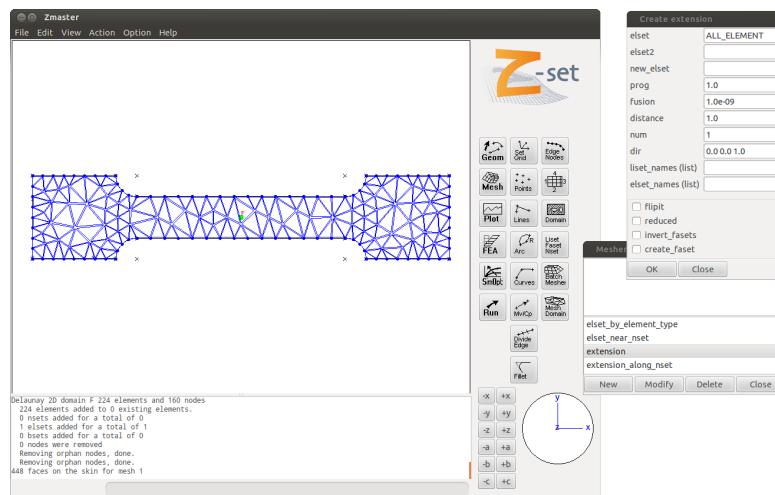 Zmaster
File Edit View Action Option Help
Z-set
Geom
Set Grid
Edge Nodes
Mesh
Points
4
2
Plot
Lines
Domain
FEA
R
Arc
Liset Faset Nset
SmOpt
Curves
Batch Mesher
Run
Mv/Cp
Mesh Domain
Divide Edge
Fillet
-x +x
-y +y
-z +z
-a +a
-b +b
-c +c
y
z x
Delaunay 2D domain F 224 elements and 160 nodes
224 elements added to 0 existing elements.
0 nsets added for a total of 0
1 elsets added for a total of 1
0 bsets added for a total of 0
0 nodes were removed
Removing orphan nodes, done.
Removing orphan nodes, done.
448 faces on the skin for mesh 1
Create extension
elset ALL_ELEMENT
elset2
new_elset
prog 1.0
fusion 1.0e-09
distance 1.0
num 1
dir 0.0 0.0 1.0
liset_names (list)
elset_names (list)
flipit
reduced
invert_fasets
create_faset
OK Close
Mesher
elset_by_element_type
elset_near_nset
extension
extension_along_nset
New Modify Delete Close